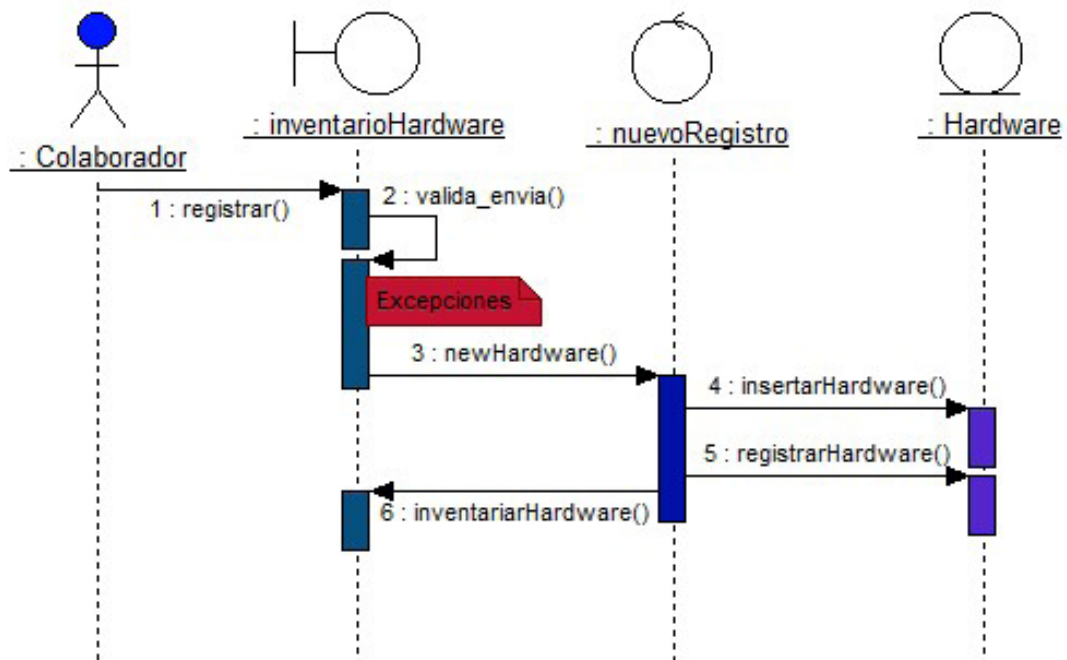 : Colaborador
: inventarioHardware
: nuevoRegistro
: Hardware
1 : registrar()
2 : valida_envia()
Excepciones
3 : newHardware()
4 : insertarHardware()
5 : registrarHardware()
6 : inventariarHardware()